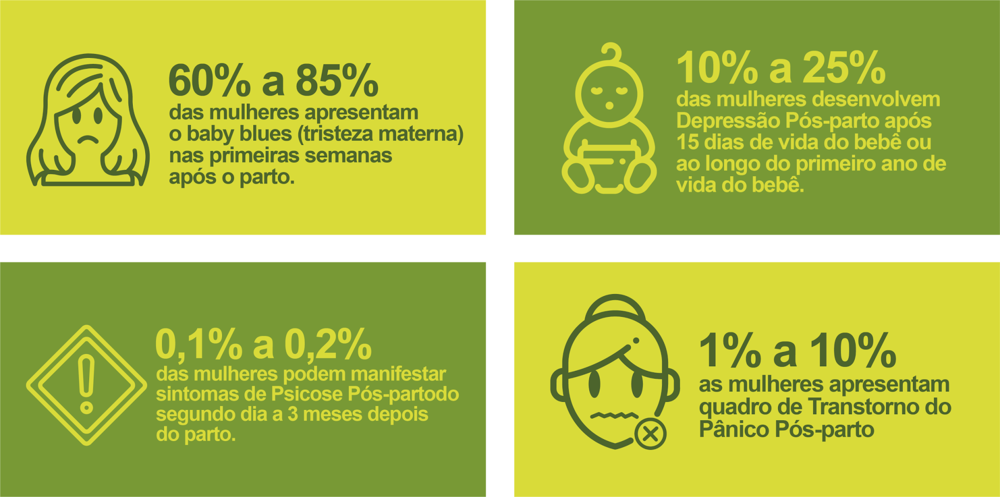 60% a 85%
das mulheres apresentam
o baby blues (tristeza materna)
nas primeiras semanas
após o parto.
10% a 25%
das mulheres desenvolvem
Depressão Pós-parto após
15 dias de vida do bebê ou
ao longo do primeiro ano de
vida do bebê.
0,1% a 0,2%
das mulheres podem manifestar
sintomas de Psicose Pós-partodo
segundo dia a 3 meses depois
do parto.
1% a 10%
as mulheres apresentam
quadro de Transtorno do
Pânico Pós-parto